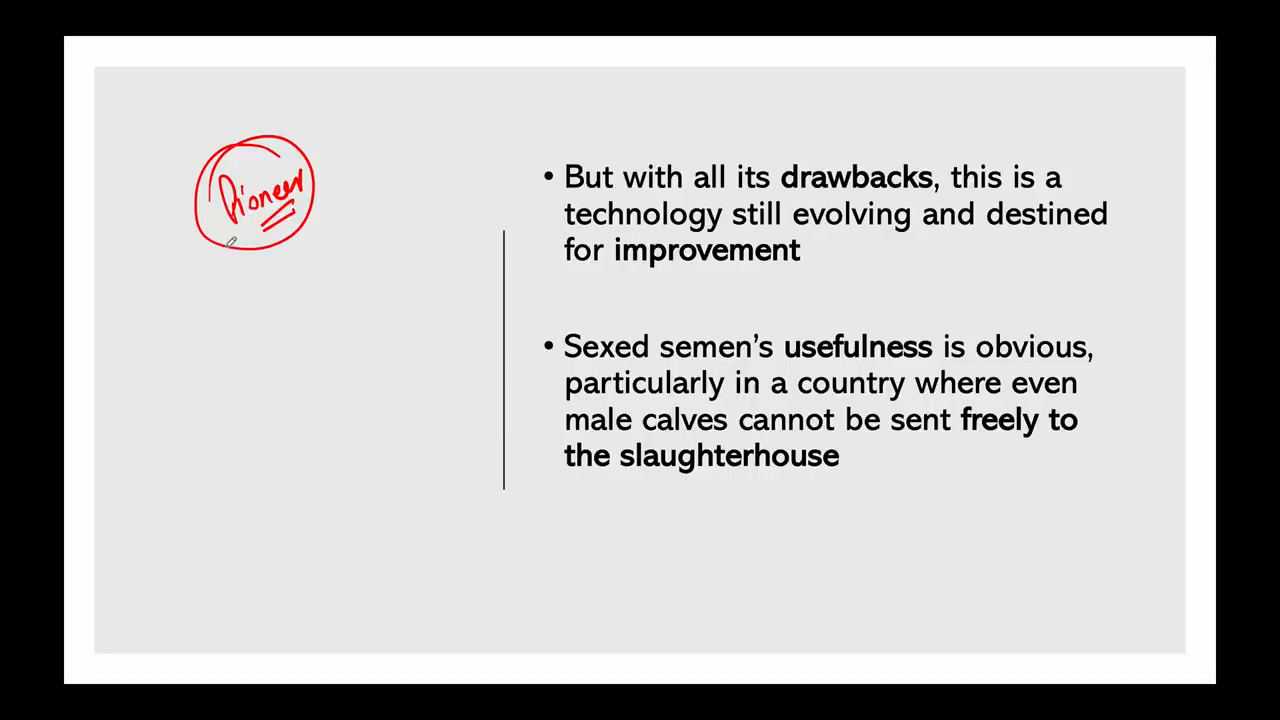 Pioneer
• But with all its drawbacks, this is a
technology still evolving and destined
for improvement
• Sexed semen’s usefulness is obvious,
particularly in a country where even
male calves cannot be sent freely to
the slaughterhouse